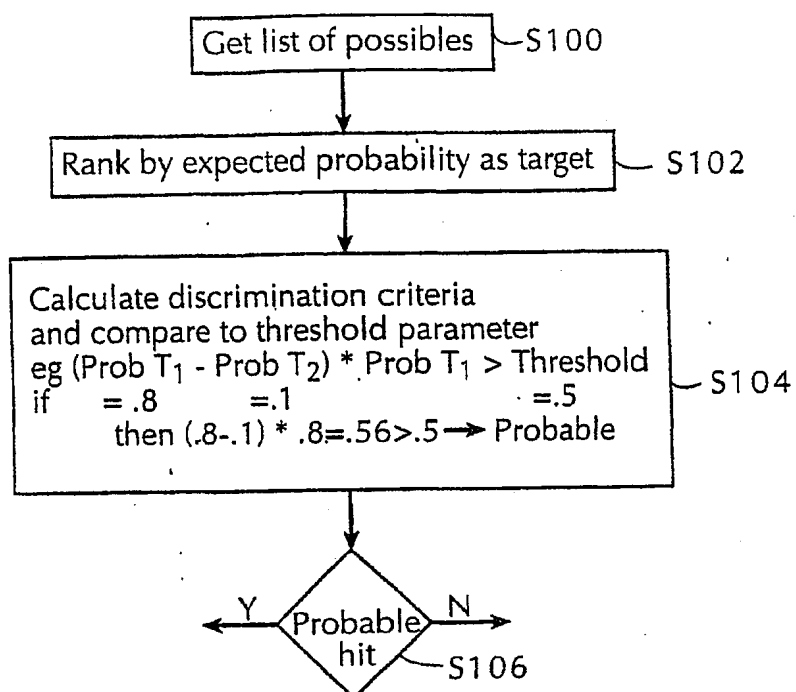 Get list of possibles S100
Rank by expected probability as target S102
Calculate discrimination criteria
and compare to threshold parameter
eg (Prob T₁ - Prob T₂) * Prob T₁ > Threshold
if = .8 =.1 =.5
then (.8-.1) * .8=.56>.5→ Probable
S104
Y Probable N
hit
S106